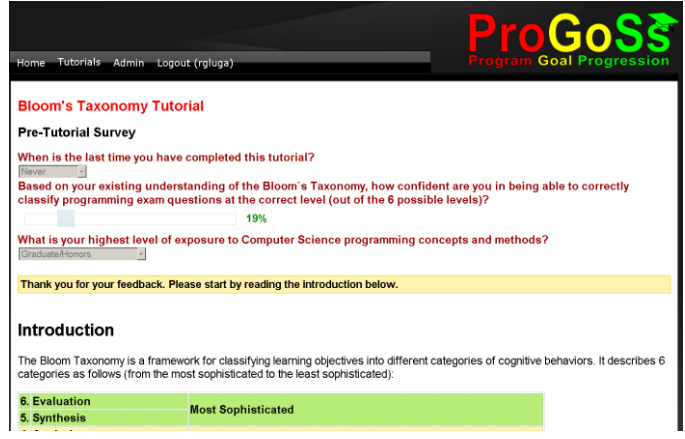 ProGoSs
Program Goal Progression
Home Tutorials Admin Logout (rgluga)
Bloom's Taxonomy Tutorial
Pre-Tutorial Survey
When is the last time you have completed this tutorial?
Never
Based on your existing understanding of the Bloom`s Taxonomy, how confident are you in being able to correctly
classify programming exam questions at the correct level (out of the 6 possible levels)?
19%
What is your highest level of exposure to Computer Science programming concepts and methods?
Graduate/Honors
Thank you for your feedback. Please start by reading the introduction below.
Introduction
The Bloom Taxonomy is a framework for classifying learning objectives into different categories of cognitive behaviors. It describes 6
categories as follows (from the most sophisticated to the least sophisticated):
6. Evaluation
Most Sophisticated
5. Synthesis